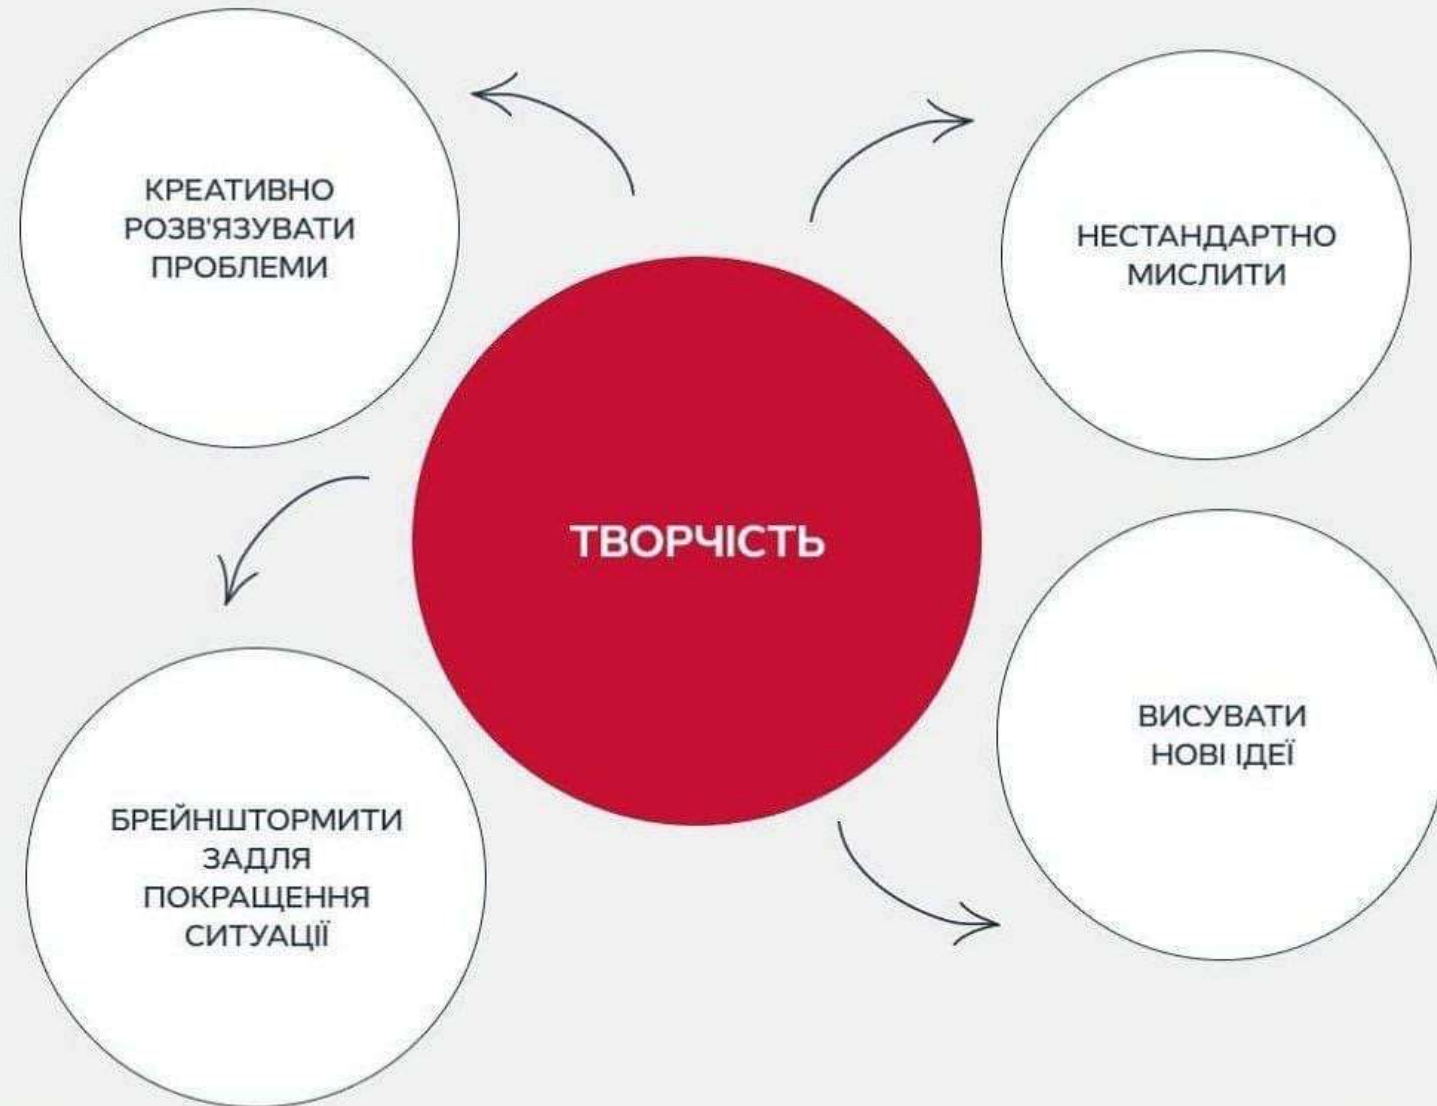 КРЕАТИВНО
РОЗВ'ЯЗУВАТИ
ПРОБЛЕМИ
НЕСТАНДАРТНО
МИСЛИТИ
ТВОРЧІСТЬ
БРЕЙНШТОРМИТИ
ЗАДЛЯ
ПОКРАЩЕННЯ
СИТУАЦІЇ
ВИСУВАТИ
НОВІ ІДЕЇ